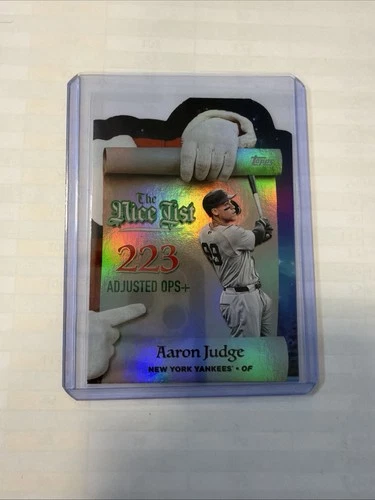 Topps
The
Nice List
99
223
ADJUSTED OPS+
Aaron Judge
NEW YORK YANKEES • OF